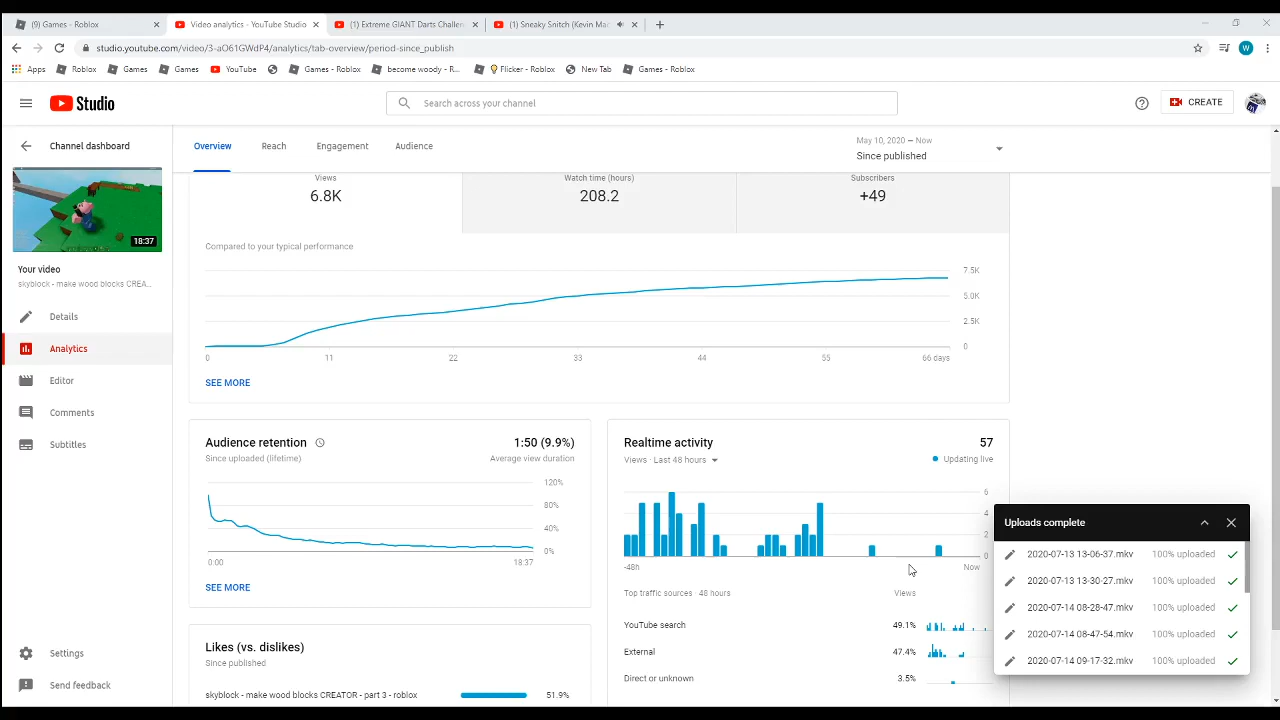 (9) Games - Roblox
Video analytics - YouTube Studio
(1) Extreme GIANT Darts Challen
(1) Sneaky Snitch (Kevin Mac
studio.youtube.com/video/3-aO61GWdP4/analytics/tab-overview/period-since_publish
W
Apps Roblox Games Games YouTube Games - Roblox become woody - R... Flicker - Roblox New Tab Games - Roblox
Studio
Search across your channel
CREATE
Channel dashboard
18:37
Your video
skyblock - make wood blocks CREA...
Details
Analytics
Editor
Comments
Subtitles
Settings
Send feedback
Overview Reach Engagement Audience
May 10, 2020 – Now
Since published
Views
6.8K
Watch time (hours)
208.2
Subscribers
+49
Compared to your typical performance
7.5K
5.0K
2.5K
0
0 11 22 33 44 55 66 days
SEE MORE
Audience retention
1:50 (9.9%)
Since uploaded (lifetime)
Average view duration
120%
80%
40%
0%
0:00 18:37
SEE MORE
Likes (vs. dislikes)
Since published
skyblock - make wood blocks CREATOR - part 3 - roblox 51.9%
Realtime activity
57
Views · Last 48 hours
Updating live
6
4
2
0
-48h Now
Top traffic sources · 48 hours Views
YouTube search 49.1%
External 47.4%
Direct or unknown 3.5%
Uploads complete
2020-07-13 13-06-37.mkv 100% uploaded
2020-07-13 13-30-27.mkv 100% uploaded
2020-07-14 08-28-47.mkv 100% uploaded
2020-07-14 08-47-54.mkv 100% uploaded
2020-07-14 09-17-32.mkv 100% uploaded